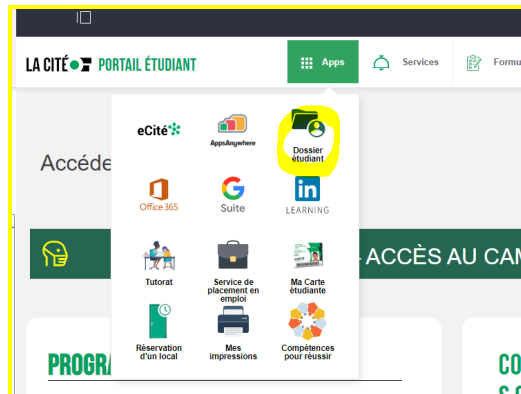 LA CITÉ PORTAIL ÉTUDIANT
Apps
Services
Formu
Accéde
eCité
AppsAnywhere
Dossier
étudiant
Office 365
G
Suite
in
LEARNING
ACCÈS AU CAM
Tutorat
Service de
placement en
emploi
Ma Carte
étudiante
Réservation
d'un local
Mes
impressions
Compétences
pour réussir
PROGRA
CO